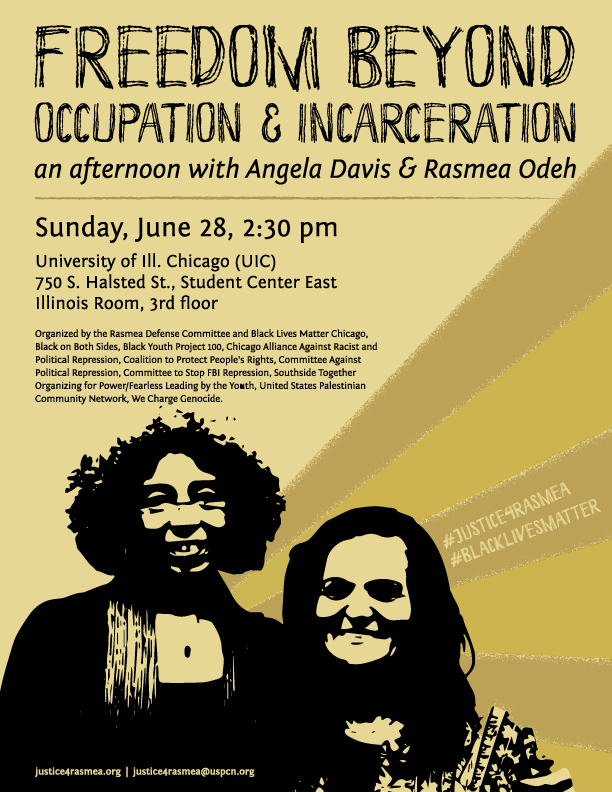 FREEDOM BEYOND
OCCUPATION & INCARCERATION
an afternoon with Angela Davis & Rasmea Odeh
Sunday, June 28, 2:30 pm
University of Ill. Chicago (UIC)
750 S. Halsted St., Student Center East
Illinois Room, 3rd floor
Organized by the Rasmea Defense Committee and Black Lives Matter Chicago,
Black on Both Sides, Black Youth Project 100, Chicago Alliance Against Racist and
Political Repression, Coalition to Protect People's Rights, Committee Against
Political Repression, Committee to Stop FBI Repression, Southside Together
Organizing for Power/Fearless Leading by the Youth, United States Palestinian
Community Network, We Charge Genocide.
#JUSTICE4RASMEA
#BLACKLIVESMATTER
justice4rasmea.org | justice4rasmea@uspcn.org